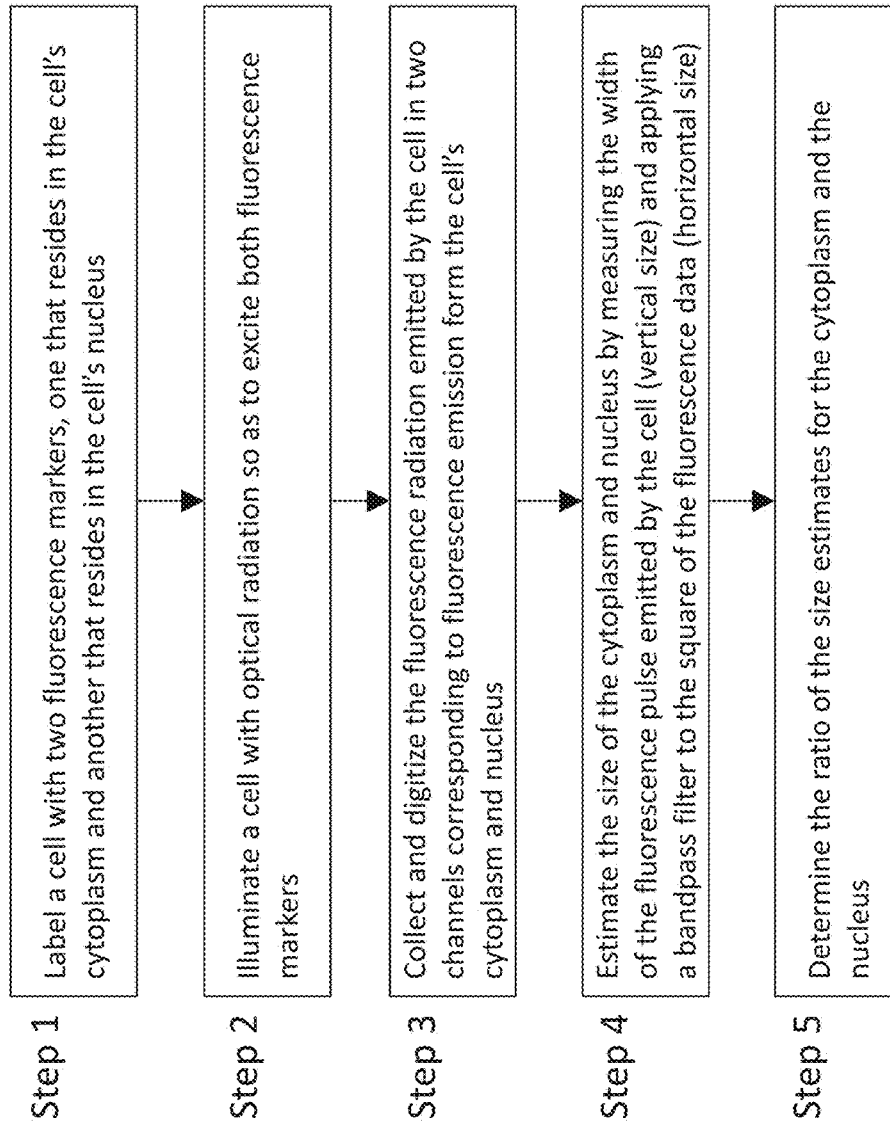 Step 1
Label a cell with two fluorescence markers, one that resides in the cell's
cytoplasm and another that resides in the cell's nucleus
Step 2
Illuminate a cell with optical radiation so as to excite both fluorescence
markers
Step 3
Collect and digitize the fluorescence radiation emitted by the cell in two
channels corresponding to fluorescence emission form the cell's
cytoplasm and nucleus
Step 4
Estimate the size of the cytoplasm and nucleus by measuring the width
of the fluorescence pulse emitted by the cell (vertical size) and applying
a bandpass filter to the square of the fluorescence data (horizontal size)
Step 5
Determine the ratio of the size estimates for the cytoplasm and the
nucleus